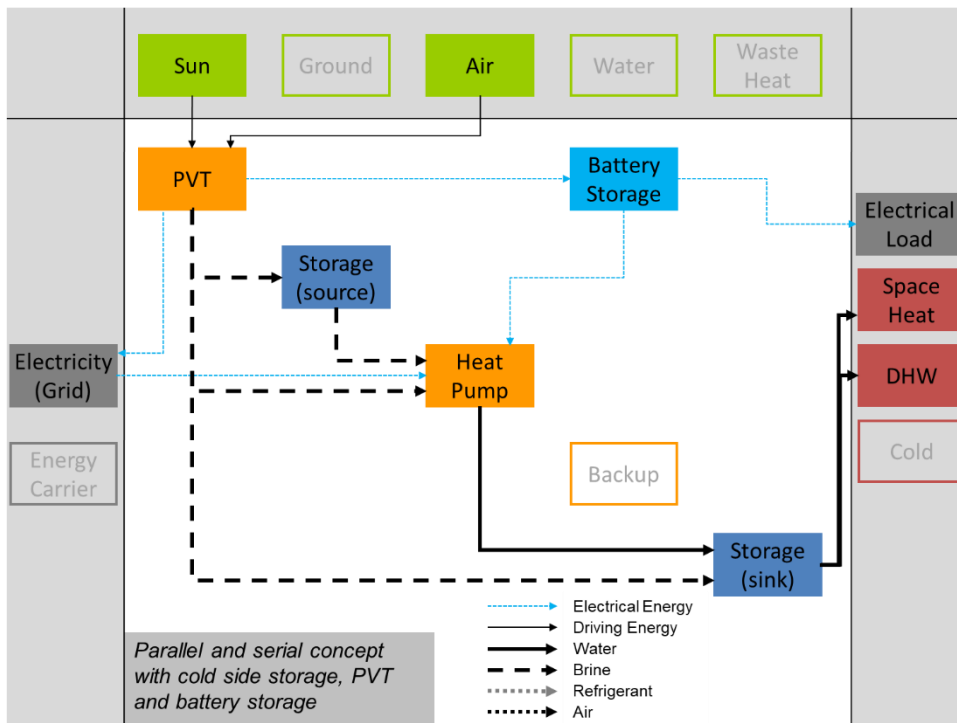 Sun
Ground
Air
Water
Waste
Heat
PVT
Battery
Storage
Electrical
Load
Storage
(source)
Space
Heat
Electricity
(Grid)
Heat
Pump
DHW
Energy
Carrier
Backup
Cold
Storage
(sink)
Electrical Energy
Driving Energy
Water
Brine
Refrigerant
Air
Parallel and serial concept
with cold side storage, PVT
and battery storage